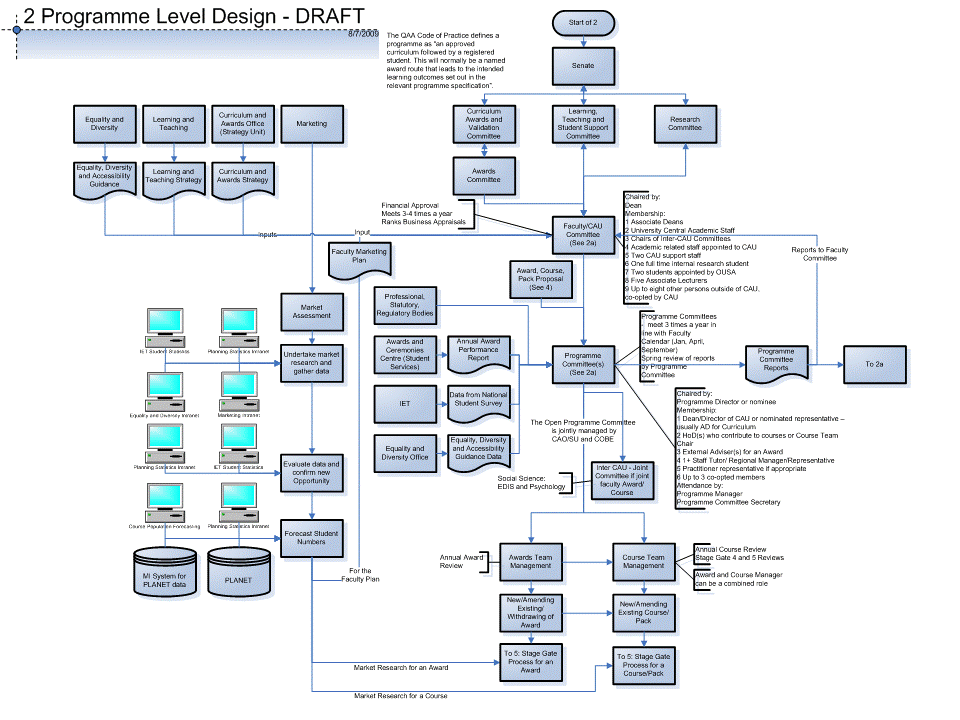 2 Programme Level Design - DRAFT
8/7/2009
The QAA Code of Practice defines a
programme as “an approved
curriculum followed by a registered
student. This will normally be a named
award route that leads to the intended
learning outcomes set out in the
relevant programme specification”.
Start of 2
Senate
Equality and
Diversity
Learning and
Teaching
Curriculum and
Awards Office
(Strategy Unit)
Marketing
Curriculum
Awards and
Validation
Committee
Learning,
Teaching and
Student Support
Committee
Research
Committee
Equality, Diversity
and Accessibility
Guidance
Learning and
Teaching Strategy
Curriculum and
Awards Strategy
Awards
Committee
Financial Approval
Meets 3-4 times a year
Ranks Business Appraisals
Faculty/CAU
Committee
(See 2a)
Chaired by:
Dean
Membership:
1 Associate Deans
2 University Central Academic Staff
3 Chairs of Inter-CAU Committees
4 Academic related staff appointed to CAU
5 Two CAU support staff
6 One full time internal research student
7 Two students appointed by OUSA
8 Five Associate Lecturers
9 Up to eight other persons outside of CAU,
co-opted by CAU
Reports to Faculty
Committee
Inputs
Input
Faculty Marketing
Plan
Award, Course,
Pack Proposal
(See 4)
Market
Assessment
Professional,
Statutory,
Regulatory Bodies
Programme Committees
- meet 3 times a year in
line with Faculty
Calendar (Jan, April,
September)
Spring review of reports
by Programme
Committee
IET Student Statistics
Planning Statistics Intranet
Undertake market
research and
gather data
Awards and
Ceremonies
Centre (Student
Services)
Annual Award
Performance
Report
Programme
Committee(s)
(See 2a)
Programme
Committee
Reports
To 2a
Equality and Diversity Intranet
Marketing Intranet
IET
Data from National
Student Survey
Chaired by:
Programme Director or nominee
Membership:
1 Dean/Director of CAU or nominated representative –
usually AD for Curriculum
2 HoD(s) who contribute to courses or Course Team
Chair
3 External Adviser(s) for an Award
4 1+ Staff Tutor/ Regional Manager/Representative
5 Practitioner representative if appropriate
6 Up to 3 co-opted members
Attendance by:
Programme Manager
Programme Committee Secretary
The Open Programme Committee
is jointly managed by
CAO/SU and COBE
Equality and
Diversity Office
Equality, Diversity
and Accessibility
Guidance Data
Planning Statistics Intranet
IET Student Statistics
Evaluate data and
confirm new
Opportunity
Social Science:
EDIS and Psychology
Inter CAU - Joint
Committee if joint
faculty Award/
Course
Course Population Forecasting
Planning Statistics Intranet
Forecast Student
Numbers
MI System for
PLANET data
PLANET
For the
Faculty Plan
Annual Award
Review
Awards Team
Management
Course Team
Management
Annual Course Review
Stage Gate 4 and 5 Reviews
Award and Course Manager
can be a combined role
New/Amending
Existing/
Withdrawing of
Award
New/Amending
Existing Course/
Pack
To 5: Stage Gate
Process for an
Award
To 5: Stage Gate
Process for a
Course/Pack
Market Research for an Award
Market Research for a Course